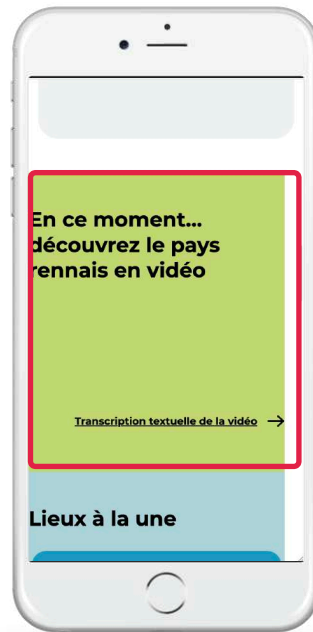 En ce moment...
découvrez le pays
rennais en vidéo
Transcription textuelle de la vidéo
Lieux à la une